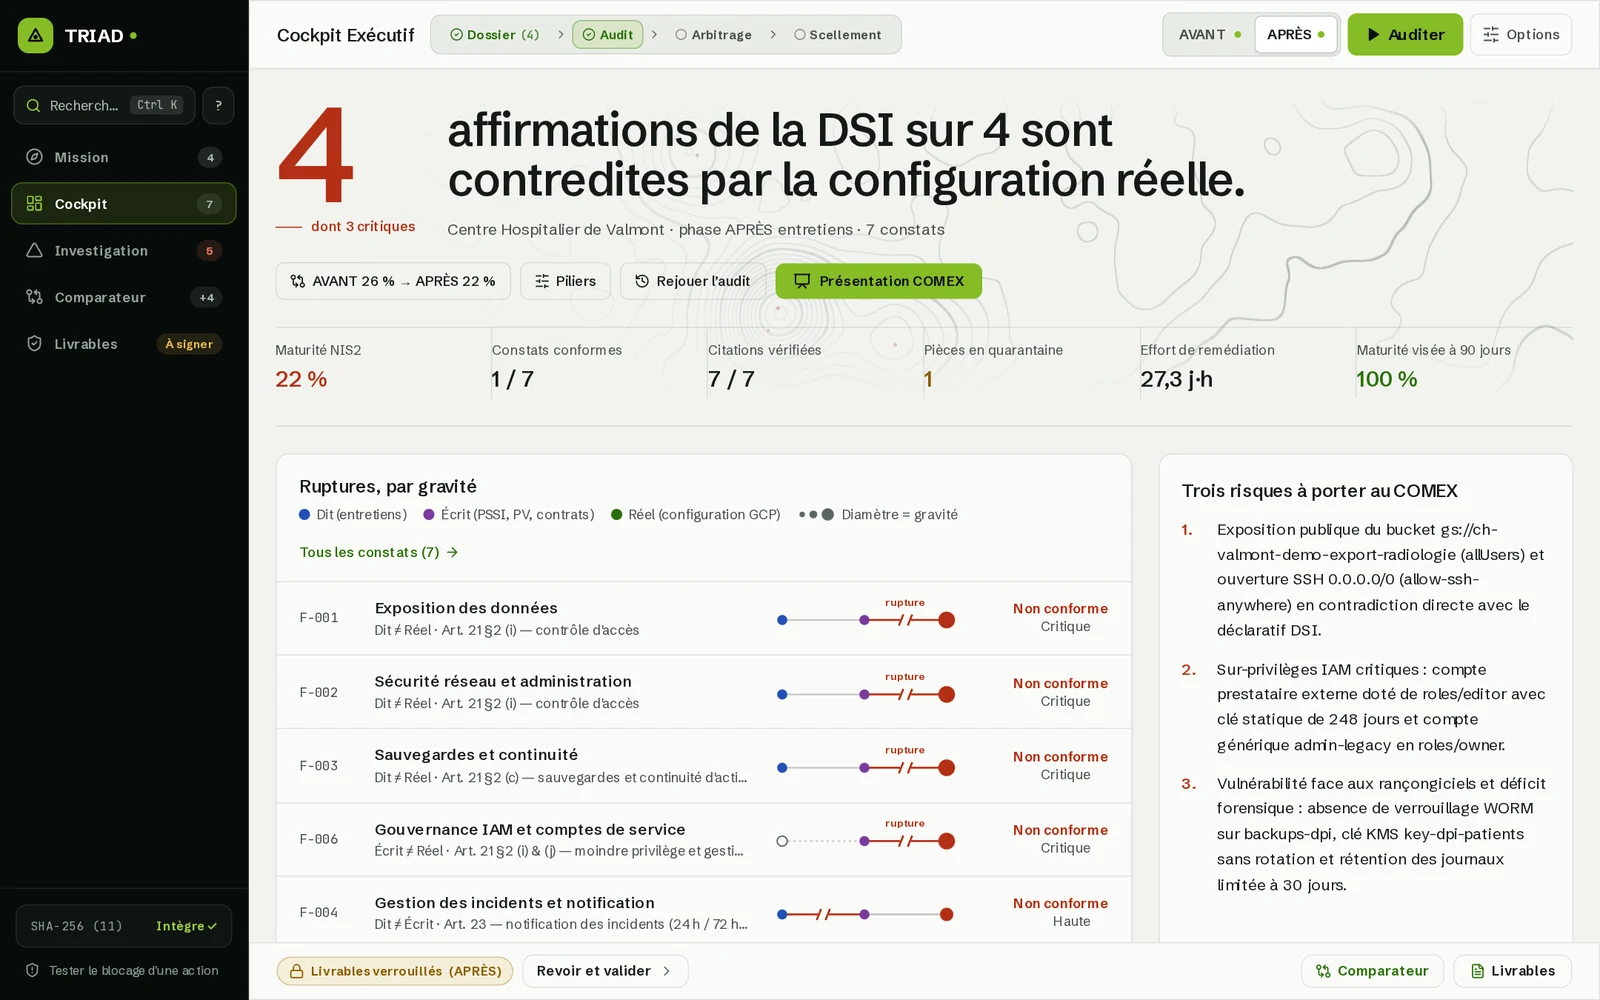 TRIAD
Recherch... Ctrl K ?
Mission 4
Cockpit 7
Investigation 5
Comparateur +4
Livrables À signer
SHA-256 (11) Intègre
Tester le blocage d'une action
Cockpit Exécutif Dossier (4) Audit Arbitrage Scellement AVANT APRÈS Auditer Options
4
dont 3 critiques
affirmations de la DSI sur 4 sont
contredites par la configuration réelle.
Centre Hospitalier de Valmont · phase APRÈS entretiens · 7 constats
AVANT 26 % → APRÈS 22 % Piliers Rejouer l'audit Présentation COMEX
Maturité NIS2
22 %
Constats conformes
1 / 7
Citations vérifiées
7 / 7
Pièces en quarantaine
1
Effort de remédiation
27,3 j·h
Maturité visée à 90 jours
100 %
Ruptures, par gravité
Dit (entretiens) Écrit (PSSI, PV, contrats) Réel (configuration GCP) Diamètre = gravité
Tous les constats (7) →
F-001 Exposition des données rupture Non conforme
Dit ≠ Réel · Art. 21 §2 (i) — contrôle d'accès Critique
F-002 Sécurité réseau et administration rupture Non conforme
Dit ≠ Réel · Art. 21 §2 (i) — contrôle d'accès Critique
F-003 Sauvegardes et continuité rupture Non conforme
Dit ≠ Réel · Art. 21 §2 (c) — sauvegardes et continuité d'acti... Critique
F-006 Gouvernance IAM et comptes de service rupture Non conforme
Écrit ≠ Réel · Art. 21 §2 (i) & (j) — moindre privilège et gesti... Critique
F-004 Gestion des incidents et notification Non conforme
Dit ≠ Écrit · Art. 23 — notification des incidents (24 h / 72 h... Haute
Trois risques à porter au COMEX
1. Exposition publique du bucket gs://ch-
valmont-demo-export-radiologie (allUsers) et
ouverture SSH 0.0.0.0/0 (allow-ssh-
anywhere) en contradiction directe avec le
déclaratif DSI.
2. Sur-privilèges IAM critiques : compte
prestataire externe doté de roles/editor avec
clé statique de 248 jours et compte
générique admin-legacy en roles/owner.
3. Vulnérabilité face aux rançongiciels et déficit
forensique : absence de verrouillage WORM
sur backups-dpi, clé KMS key-dpi-patients
sans rotation et rétention des journaux
limitée à 30 jours.
Livrables verrouillés (APRÈS) Revoir et valider Comparateur Livrables